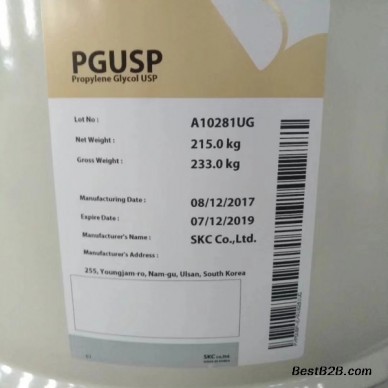 PGUSP
Propylene Glycol USP
Lot No : A10281UG
Net Weight : 215.0 kg
Gross Weight : 233.0 kg
Manufacturing Date : 08/12/2017
Expire Date : 07/12/2019
Manufacturer's Name : SKC Co.,Ltd.
Manufacturer's Address :
255, Youngjam-ro, Nam-gu, Ulsan, South Korea
BestB2B.com